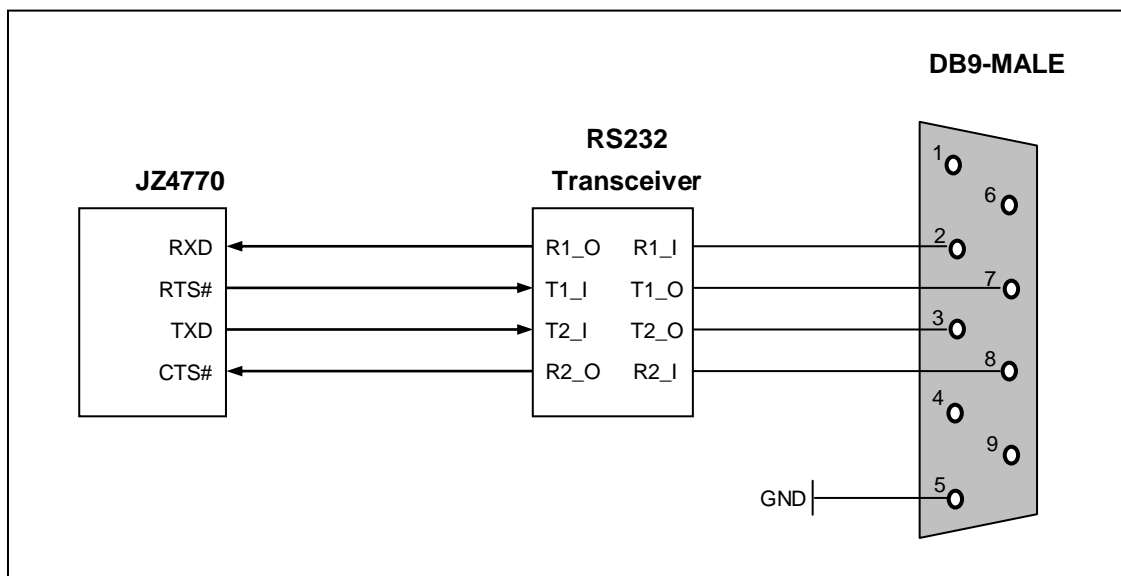 DB9-MALE
RS232
Transceiver
JZ4770
1
6
RXD R1_O R1_I 2
RTS# T1_I T1_O 7
TXD T2_I T2_O 3
CTS# R2_O R2_I 8
4
9
GND 5